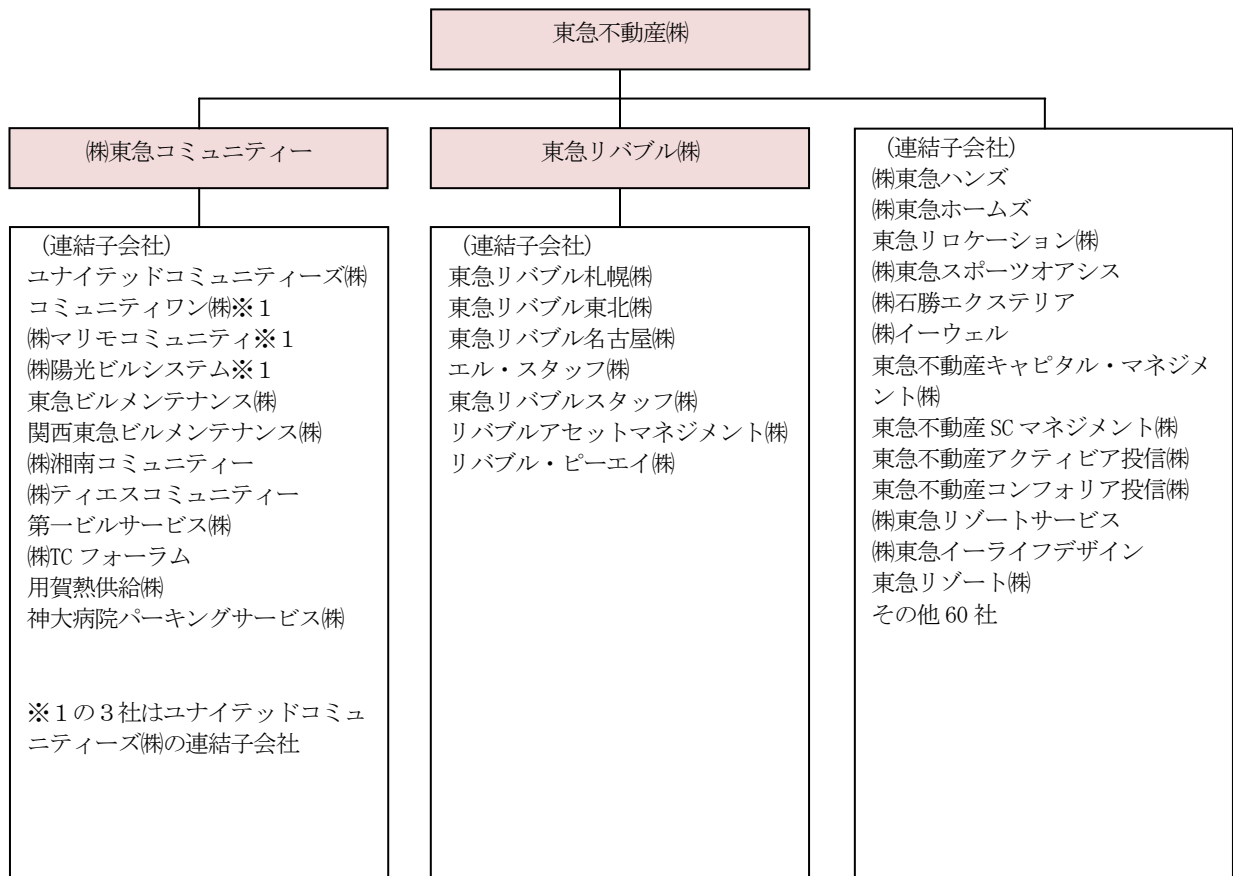 東急不動産㈱
㈱東急コミュニティー
(連結子会社)
ユナイテッドコミュニティーズ㈱
コミュニティワン㈱※1
㈱マリモコミュニティ※1
㈱陽光ビルシステム※1
東急ビルメンテナンス㈱
関西東急ビルメンテナンス㈱
㈱湘南コミュニティー
㈱ティエスコミュニティー
第一ビルサービス㈱
㈱TC フォーラム
用賀熱供給㈱
神大病院パーキングサービス㈱
※1の3社はユナイテッドコミュ
ニティーズ㈱の連結子会社
東急リバブル㈱
(連結子会社)
東急リバブル札幌㈱
東急リバブル東北㈱
東急リバブル名古屋㈱
エル・スタッフ㈱
東急リバブルスタッフ㈱
リバブルアセットマネジメント㈱
リバブル・ピーエイ㈱
(連結子会社)
㈱東急ハンズ
㈱東急ホームズ
東急リロケーション㈱
㈱東急スポーツオアシス
㈱石勝エクステリア
㈱イーウェル
東急不動産キャピタル・マネジメ
ント㈱
東急不動産 SC マネジメント㈱
東急不動産アクティビア投信㈱
東急不動産コンフォリア投信㈱
㈱東急リゾートサービス
㈱東急イーライフデザイン
東急リゾート㈱
その他 60 社